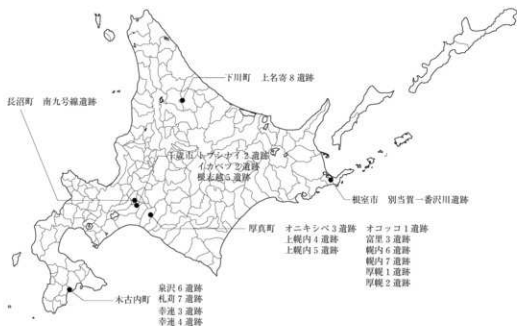 下川町　上名寄8遺跡
長沼町　南九号線遺跡
千歳市　トプシナイ2遺跡
イカベツ2遺跡
根志越5遺跡
根室市　別当賀一番沢川遺跡
厚真町　オニキシベ3遺跡　オコッコ1遺跡
上幌内4遺跡　富里3遺跡
上幌内5遺跡　幌内6遺跡
幌内7遺跡
厚幌1遺跡
厚幌2遺跡
木古内町　泉沢6遺跡
札苅7遺跡
幸連3遺跡
幸連4遺跡